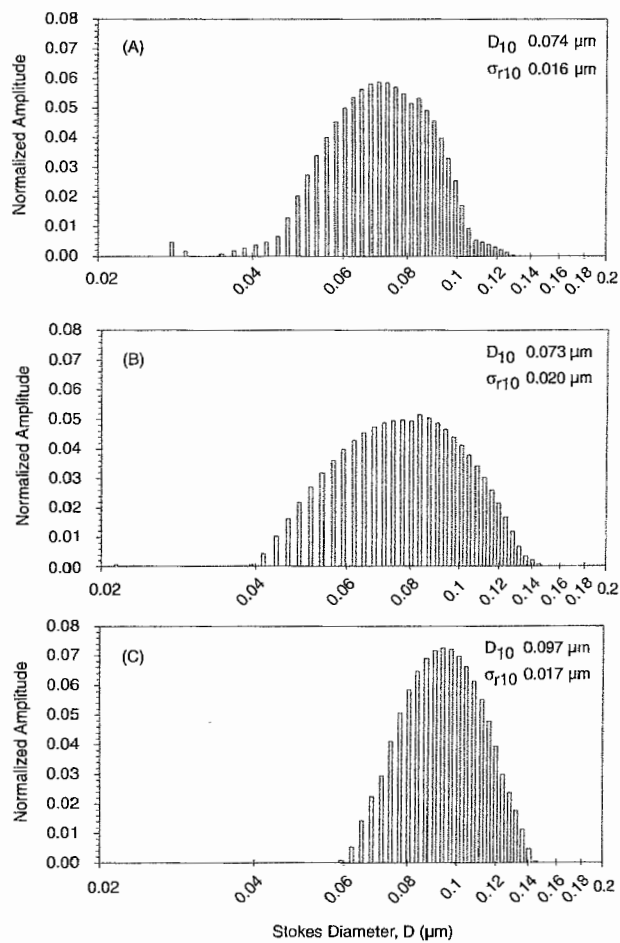 Normalized Amplitude
0.08
0.07
0.06
0.05
0.04
0.03
0.02
0.01
0.00
(A)
D10 0.074 µm
σr10 0.016 µm
0.02 0.04 0.06 0.08 0.1 0.12 0.14 0.16 0.18 0.2
Normalized Amplitude
0.08
0.07
0.06
0.05
0.04
0.03
0.02
0.01
0.00
(B)
D10 0.073 µm
σr10 0.020 µm
0.02 0.04 0.06 0.08 0.1 0.12 0.14 0.16 0.18 0.2
Normalized Amplitude
0.08
0.07
0.06
0.05
0.04
0.03
0.02
0.01
0.00
(C)
D10 0.097 µm
σr10 0.017 µm
0.02 0.04 0.06 0.08 0.1 0.12 0.14 0.16 0.18 0.2
Stokes Diameter, D (µm)